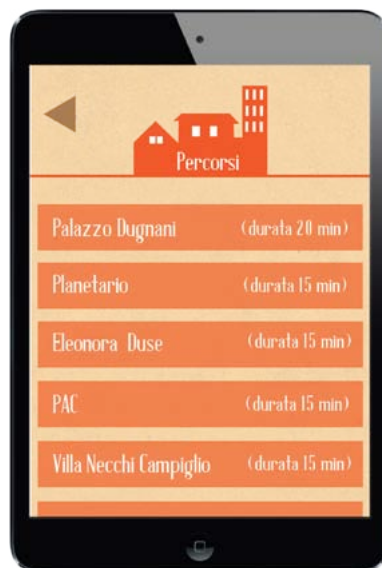 Percorsi
Palazzo Dugnani (durata 20 min)
Planetario (durata 15 min)
Eleonora Duse (durata 15 min)
PAC (durata 15 min)
Villa Necchi Campiglio (durata 15 min)